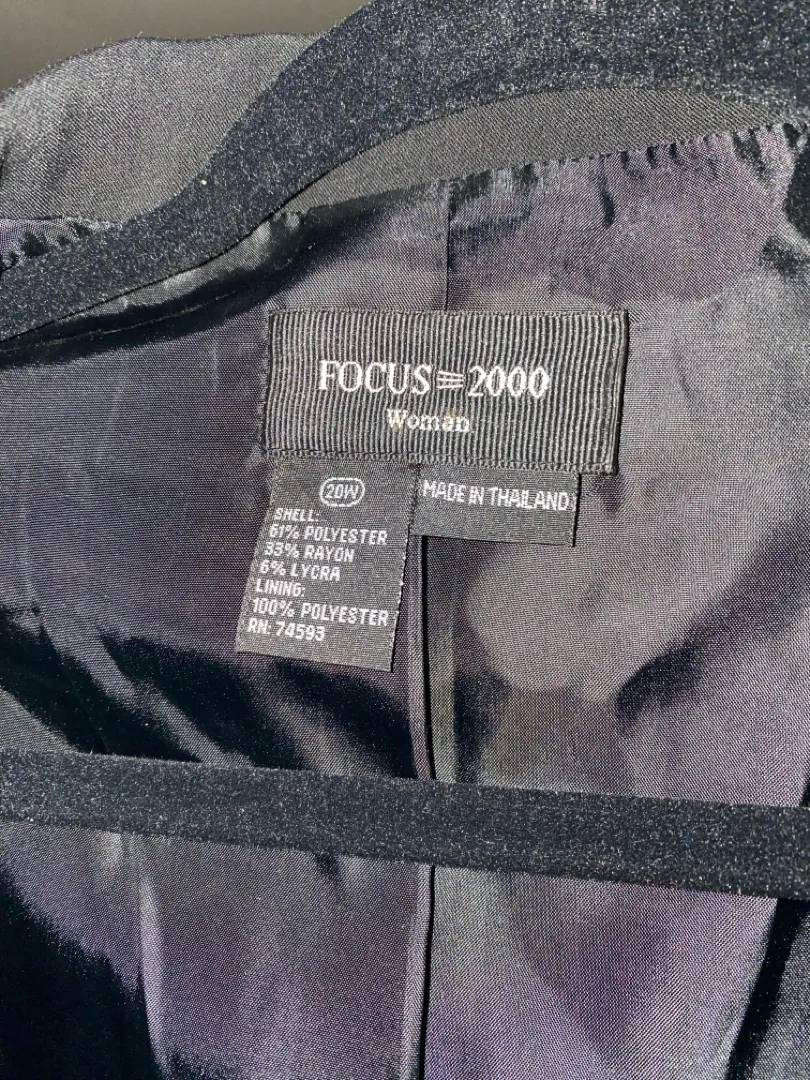 FOCUS 2000
Woman
20W
SHELL:
61% POLYESTER
33% RAYON
6% LYCRA
LINING:
100% POLYESTER
RN: 74593
MADE IN THAILAND